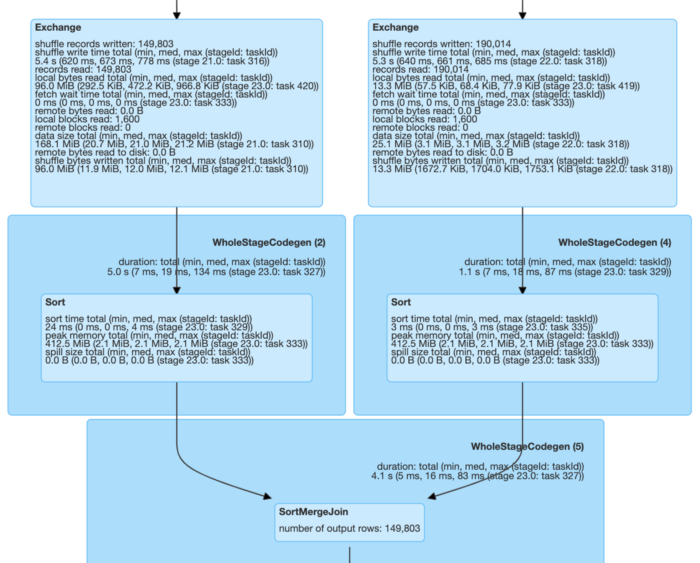 Exchange
shuffle records written: 149,803
shuffle write time total (min, med, max (stageId: taskId))
5.4 s (620 ms, 673 ms, 778 ms (stage 21.0: task 316))
records read: 149,803
local bytes read total (min, med, max (stageId: taskId))
96.0 MiB (292.5 KiB, 472.2 KiB, 966.8 KiB (stage 23.0: task 420))
fetch wait time total (min, med, max (stageId: taskId))
0 ms (0 ms, 0 ms, 0 ms (stage 23.0: task 333))
remote bytes read: 0.0 B
local blocks read: 1,600
remote blocks read: 0
data size total (min, med, max (stageId: taskId))
168.1 MiB (20.7 MiB, 21.0 MiB, 21.2 MiB (stage 21.0: task 310))
remote bytes read to disk: 0.0 B
shuffle bytes written total (min, med, max (stageId: taskId))
96.0 MiB (11.9 MiB, 12.0 MiB, 12.1 MiB (stage 21.0: task 310))
Exchange
shuffle records written: 190,014
shuffle write time total (min, med, max (stageId: taskId))
5.3 s (640 ms, 661 ms, 685 ms (stage 22.0: task 318))
records read: 190,014
local bytes read total (min, med, max (stageId: taskId))
13.3 MiB (57.5 KiB, 68.4 KiB, 77.9 KiB (stage 23.0: task 419))
fetch wait time total (min, med, max (stageId: taskId))
0 ms (0 ms, 0 ms, 0 ms (stage 23.0: task 333))
remote bytes read: 0.0 B
local blocks read: 1,600
remote blocks read: 0
data size total (min, med, max (stageId: taskId))
25.1 MiB (3.1 MiB, 3.1 MiB, 3.2 MiB (stage 22.0: task 318))
remote bytes read to disk: 0.0 B
shuffle bytes written total (min, med, max (stageId: taskId))
13.3 MiB (1672.7 KiB, 1704.0 KiB, 1753.1 KiB (stage 22.0: task 318))
WholeStageCodegen (2)
duration: total (min, med, max (stageId: taskId))
5.0 s (7 ms, 19 ms, 134 ms (stage 23.0: task 327))
Sort
sort time total (min, med, max (stageId: taskId))
24 ms (0 ms, 0 ms, 4 ms (stage 23.0: task 329))
peak memory total (min, med, max (stageId: taskId))
412.5 MiB (2.1 MiB, 2.1 MiB, 2.1 MiB (stage 23.0: task 333))
spill size total (min, med, max (stageId: taskId))
0.0 B (0.0 B, 0.0 B, 0.0 B (stage 23.0: task 333))
WholeStageCodegen (4)
duration: total (min, med, max (stageId: taskId))
1.1 s (7 ms, 18 ms, 87 ms (stage 23.0: task 329))
Sort
sort time total (min, med, max (stageId: taskId))
3 ms (0 ms, 0 ms, 3 ms (stage 23.0: task 335))
peak memory total (min, med, max (stageId: taskId))
412.5 MiB (2.1 MiB, 2.1 MiB, 2.1 MiB (stage 23.0: task 333))
spill size total (min, med, max (stageId: taskId))
0.0 B (0.0 B, 0.0 B, 0.0 B (stage 23.0: task 333))
WholeStageCodegen (5)
duration: total (min, med, max (stageId: taskId))
4.1 s (5 ms, 16 ms, 83 ms (stage 23.0: task 327))
SortMergeJoin
number of output rows: 149,803